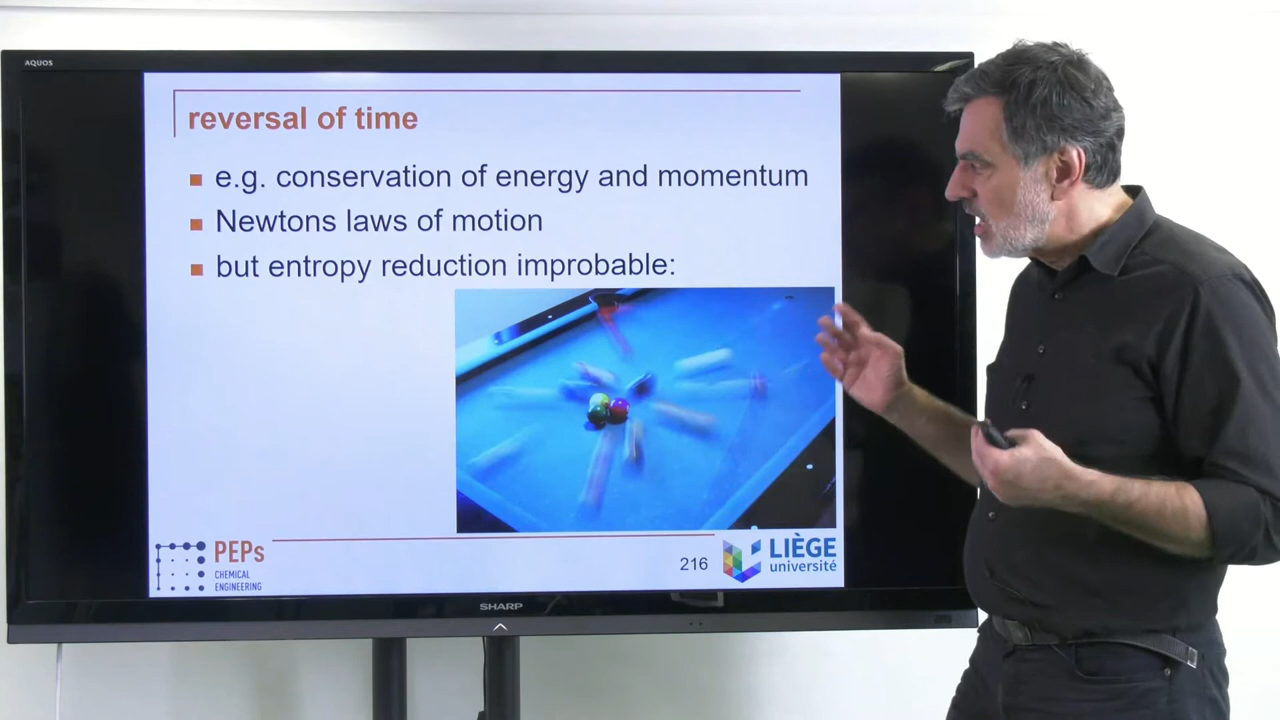 AQUOS
reversal of time
e.g. conservation of energy and momentum
Newtons laws of motion
but entropy reduction improbable:
PEPs
CHEMICAL
ENGINEERING
216
LIÈGE
université
SHARP